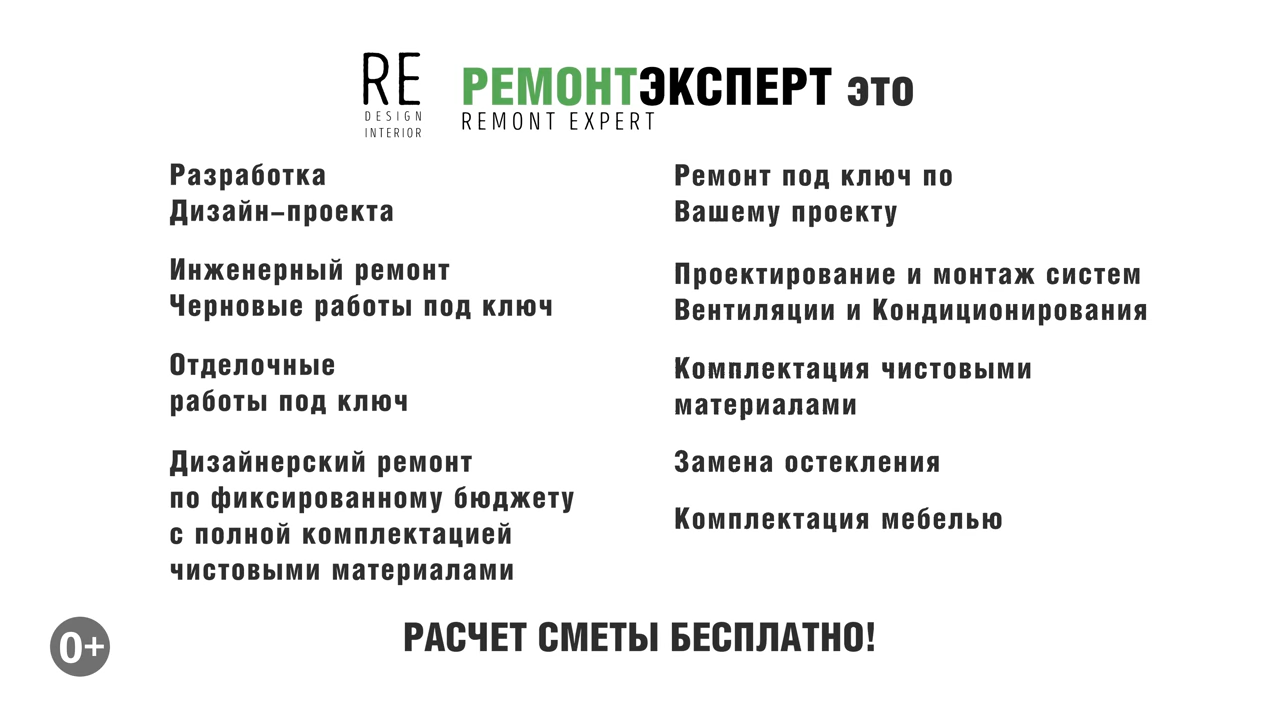 RE
DESIGN
INTERIOR
РЕМОНТЭКСПЕРТ это
REMONT EXPERT
Разработка
Дизайн–проекта
Инженерный ремонт
Черновые работы под ключ
Отделочные
работы под ключ
Дизайнерский ремонт
по фиксированному бюджету
с полной комплектацией
чистовыми материалами
Ремонт под ключ по
Вашему проекту
Проектирование и монтаж систем
Вентиляции и Кондиционирования
Комплектация чистовыми
материалами
Замена остекления
Комплектация мебелью
РАСЧЕТ СМЕТЫ БЕСПЛАТНО!
0+